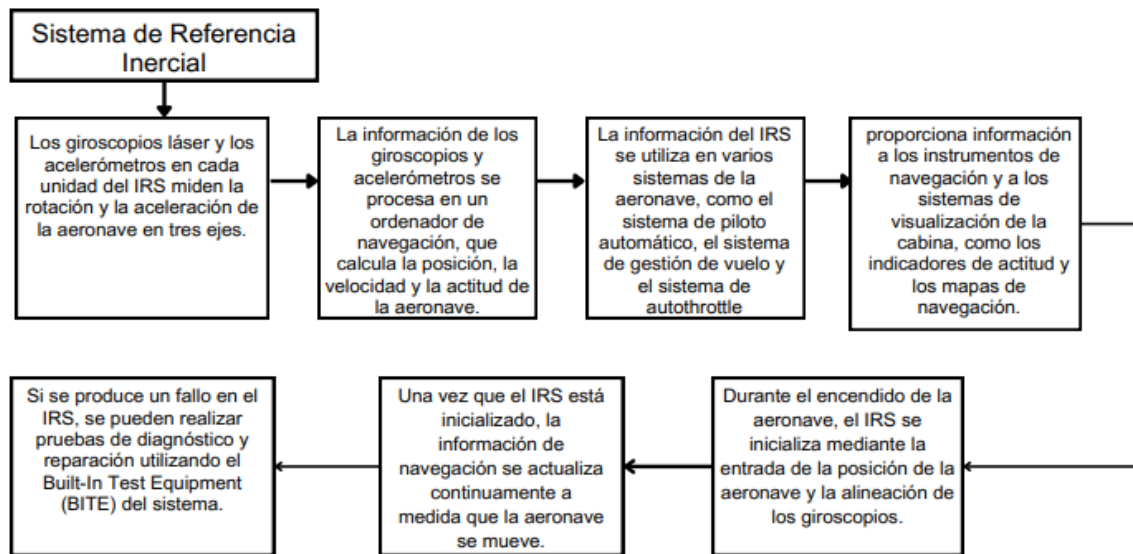 Sistema de Referencia
Inercial
Los giroscopios láser y los
acelerómetros en cada
unidad del IRS miden la
rotación y la aceleración de
la aeronave en tres ejes.
La información de los
giroscopios y
acelerómetros se
procesa en un
ordenador de
navegación, que
calcula la posición, la
velocidad y la actitud de
la aeronave.
La información del IRS
se utiliza en varios
sistemas de la
aeronave, como el
sistema de piloto
automático, el sistema
de gestión de vuelo y
el sistema de
autothrottle
proporciona información
a los instrumentos de
navegación y a los
sistemas de
visualización de la
cabina, como los
indicadores de actitud y
los mapas de
navegación.
Durante el encendido de la
aeronave, el IRS se
inicializa mediante la
entrada de la posición de la
aeronave y la alineación de
los giroscopios.
Una vez que el IRS está
inicializado, la
información de
navegación se actualiza
continuamente a
medida que la aeronave
se mueve.
Si se produce un fallo en el
IRS, se pueden realizar
pruebas de diagnóstico y
reparación utilizando el
Built-In Test Equipment
(BITE) del sistema.